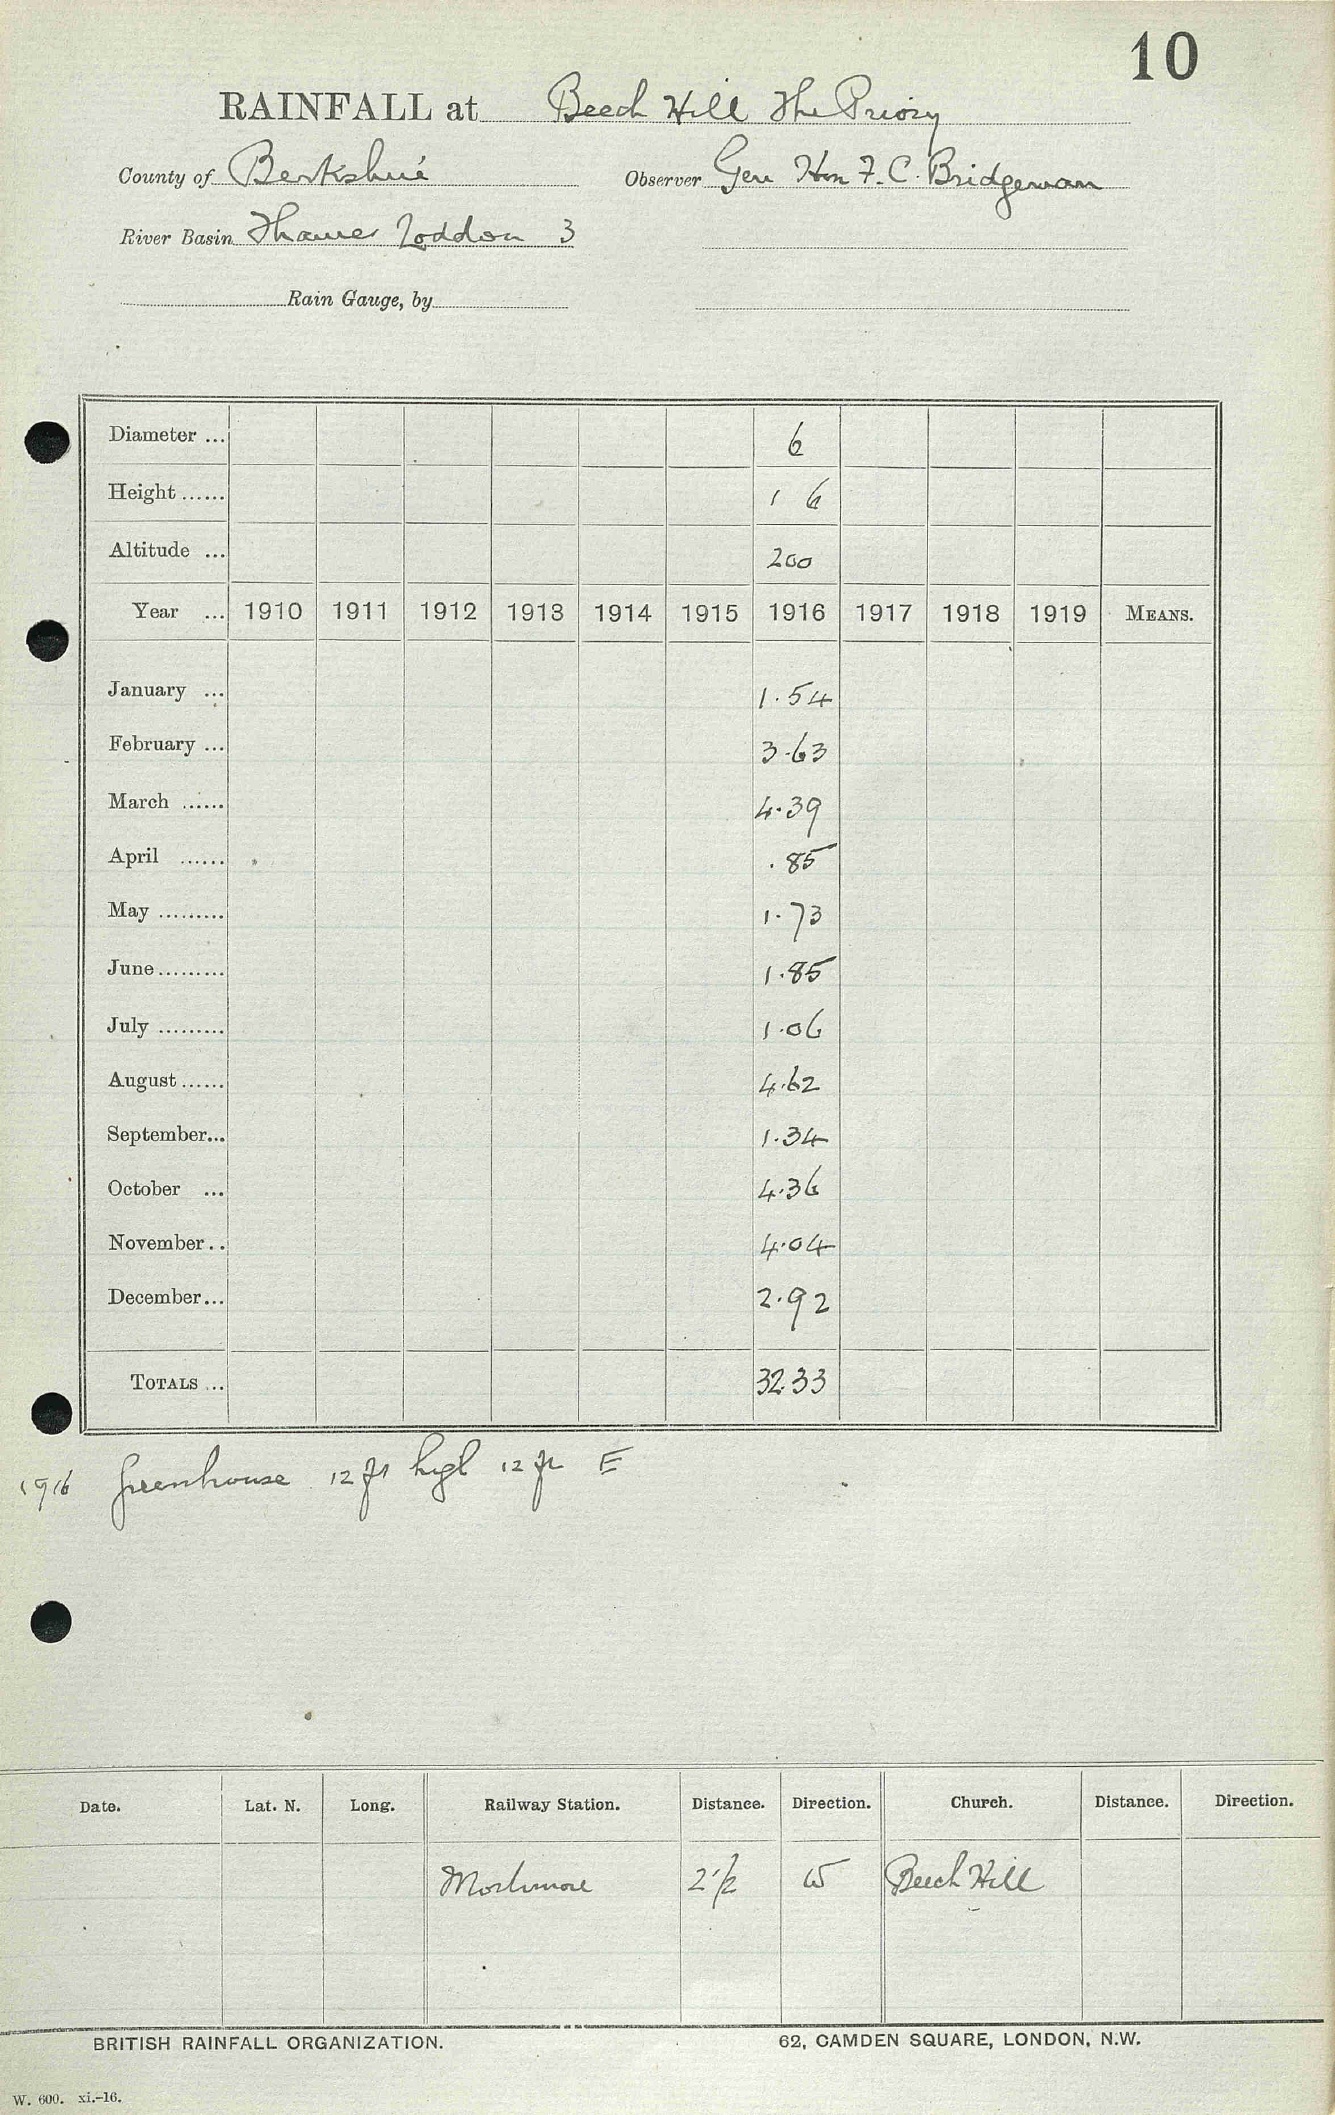 10
RAINFALL at Beech Hill The Priory
County of Berkshire Observer Gen Hon F. C. Bridgeman
River Basin Thames Loddon 3
Rain Gauge, by
Diameter ... 6
Height ...... 1 6
Altitude ... 200
Year ... 1910 1911 1912 1913 1914 1915 1916 1917 1918 1919 MEANS.
January ... 1.54
February ... 3.63
March ...... 4.39
April ...... .85
May ......... 1.73
June ......... 1.85
July ......... 1.06
August ...... 4.62
September... 1.34
October ... 4.36
November.. 4.04
December... 2.92
TOTALS ... 32.33
1916 Greenhouse 12 ft high 12 ft E
Date. Lat. N. Long. Railway Station. Distance. Direction. Church. Distance. Direction.
Mortimore 2 1/2 W Beech Hill
BRITISH RAINFALL ORGANIZATION. 62, CAMDEN SQUARE, LONDON, N.W.
W. 600. xi.-16.